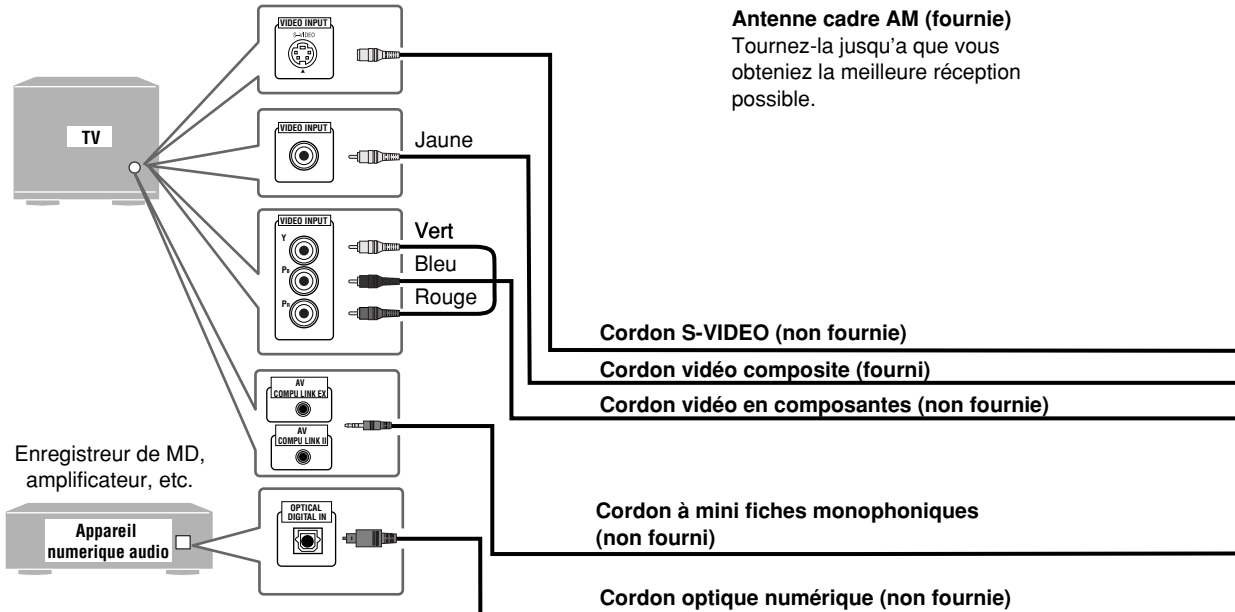 VIDEO INPUT
S-VIDEO
Antenne cadre AM (fournie)
Tournez-la jusqu'a que vous
obteniez la meilleure réception
possible.
TV
VIDEO INPUT
Jaune
VIDEO INPUT
Y
PB
PR
Vert
Bleu
Rouge
Cordon S-VIDEO (non fournie)
Cordon vidéo composite (fourni)
Cordon vidéo en composantes (non fournie)
AV
COMPU LINK EX
AV
COMPU LINK II
Enregistreur de MD,
amplificateur, etc.
Appareil
numerique audio
OPTICAL
DIGITAL IN
Cordon à mini fiches monophoniques
(non fourni)
Cordon optique numérique (non fournie)